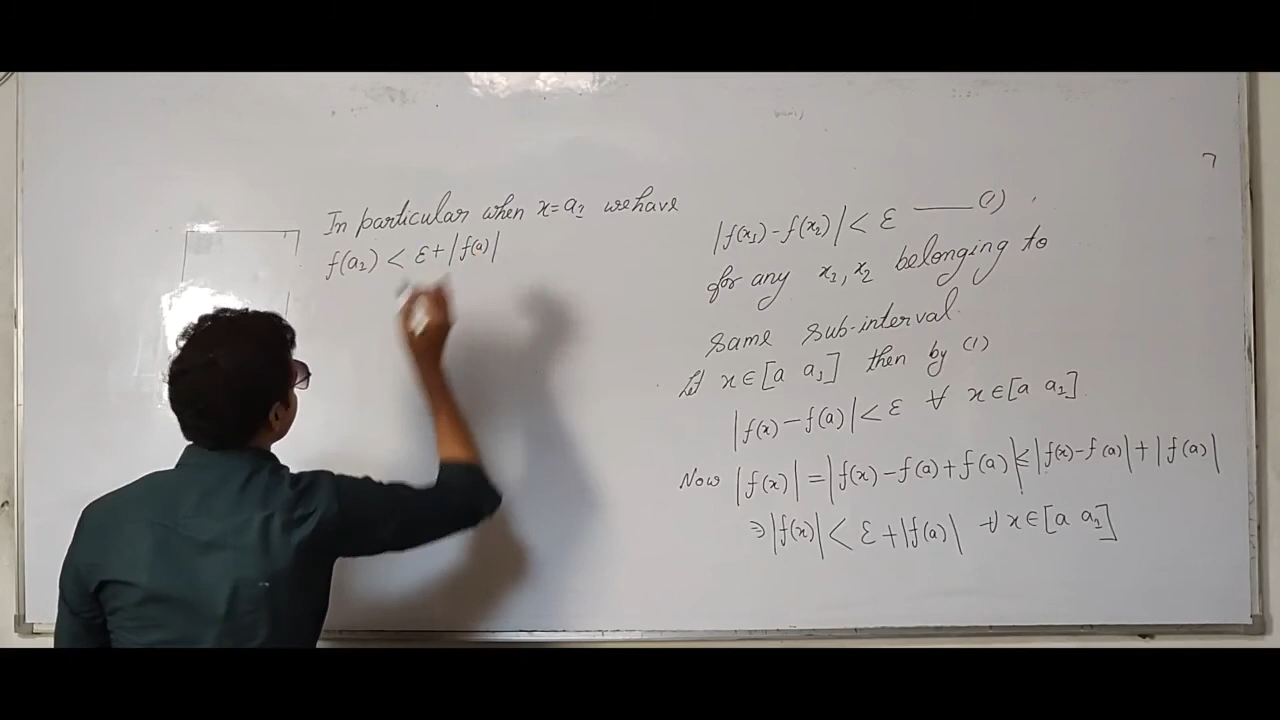 In particular when x=a₁ we have
f(a₁) < ε+|f(a)|
|f(x₁)-f(x₂)| < ε —— (1)
for any x₁, x₂ belonging to
same sub-interval.
Let x∈[a a₁] then by (1)
|f(x)-f(a)| < ε ∀ x∈[a a₁]
Now |f(x)| = |f(x)-f(a)+f(a)| ≤ |f(x)-f(a)|+|f(a)|
⇒ |f(x)| < ε+|f(a)| ∀ x∈[a a₁]